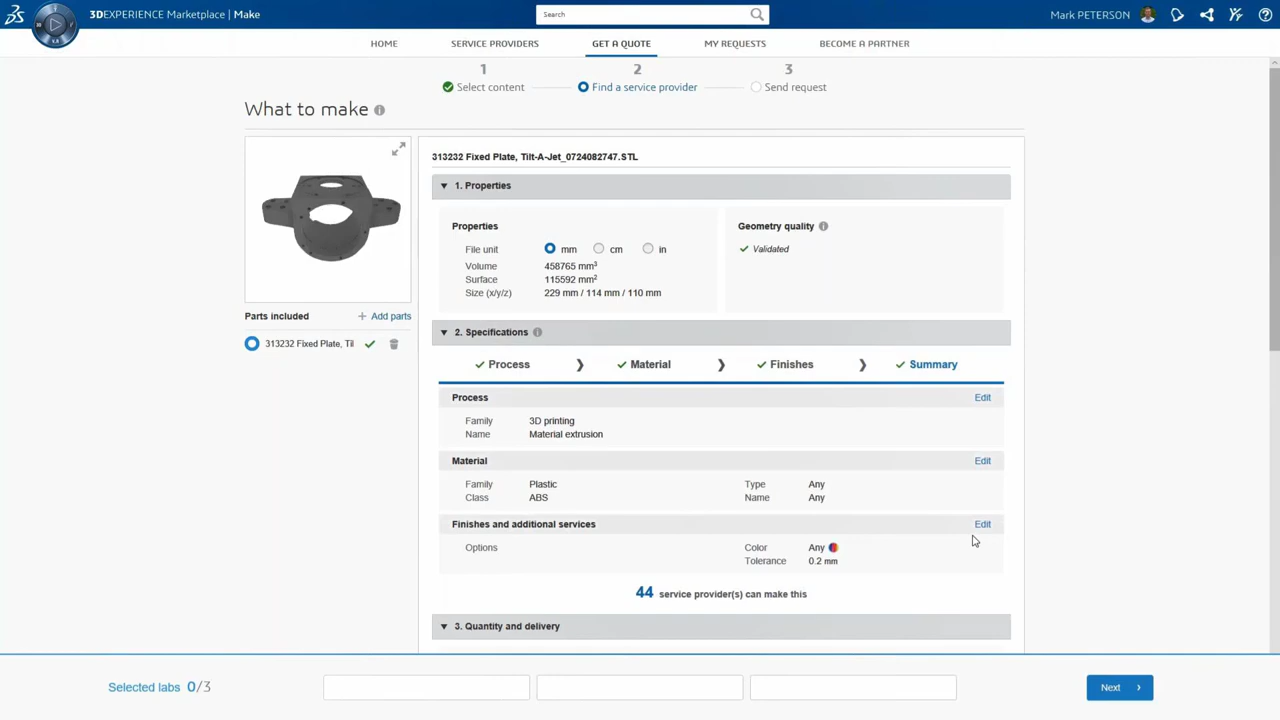 3DEXPERIENCE Marketplace | Make
Search
Mark PETERSON
HOME
SERVICE PROVIDERS
GET A QUOTE
MY REQUESTS
BECOME A PARTNER
1
2
3
Select content
Find a service provider
Send request
What to make
313232 Fixed Plate, Tilt-A-Jet_0724082747.STL
1. Properties
Properties
File unit mm cm in
Volume 458765 mm³
Surface 115592 mm²
Size (x/y/z) 229 mm / 114 mm / 110 mm
Geometry quality
Validated
Parts included
+ Add parts
313232 Fixed Plate, Til
2. Specifications
Process
Material
Finishes
Summary
Process Edit
Family 3D printing
Name Material extrusion
Material Edit
Family Plastic Type Any
Class ABS Name Any
Finishes and additional services Edit
Options Color Any
Tolerance 0.2 mm
44 service provider(s) can make this
3. Quantity and delivery
Selected labs 0/3
Next